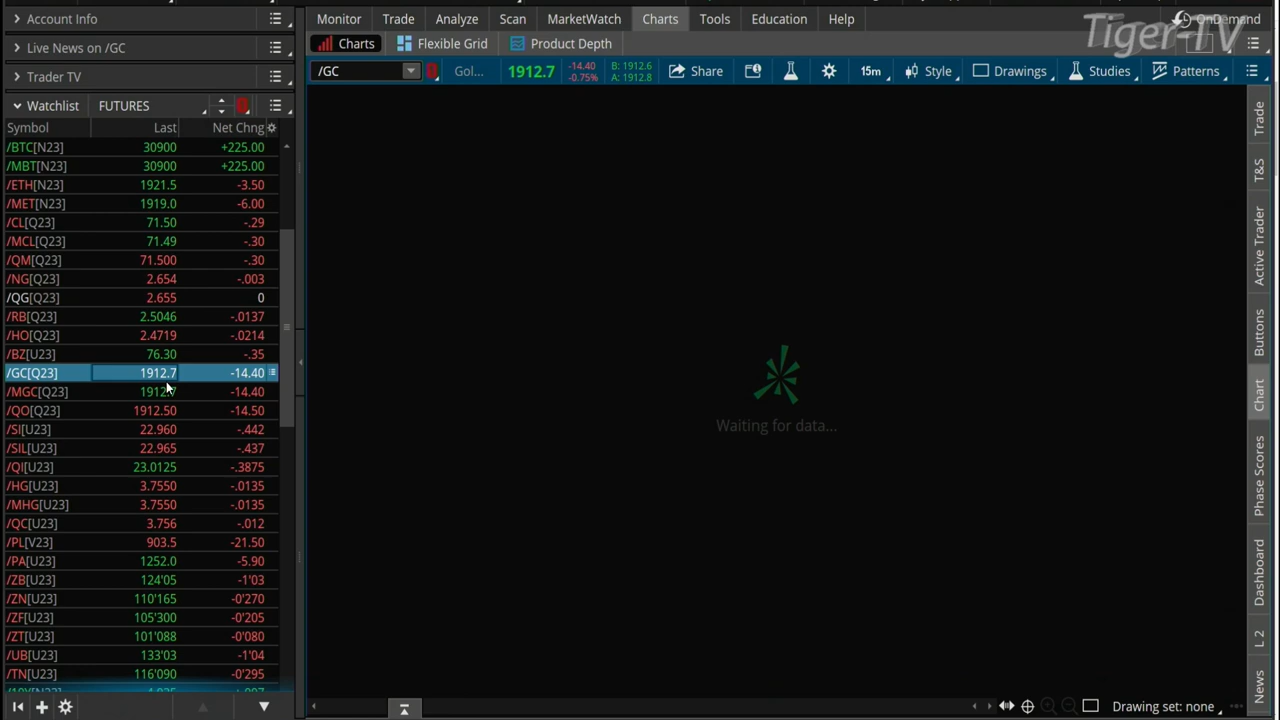 Account Info
Monitor Trade Analyze Scan MarketWatch Charts Tools Education Help
OnDemand
Tiger-TV
Live News on /GC
Charts Flexible Grid Product Depth
Trader TV
/GC Gol... 1912.7 -14.40 -0.75% B: 1912.6 A: 1912.8 Share 15m Style Drawings Studies Patterns
Watchlist FUTURES
Symbol Last Net Chng
/BTC[N23] 30900 +225.00
/MBT[N23] 30900 +225.00
/ETH[N23] 1921.5 -3.50
/MET[N23] 1919.0 -6.00
/CL[Q23] 71.50 -.29
/MCL[Q23] 71.49 -.30
/QM[Q23] 71.500 -.30
/NG[Q23] 2.654 -.003
/QG[Q23] 2.655 0
/RB[Q23] 2.5046 -.0137
/HO[Q23] 2.4719 -.0214
/BZ[U23] 76.30 -.35
/GC[Q23] 1912.7 -14.40
/MGC[Q23] 1912.7 -14.40
/QO[Q23] 1912.50 -14.50
/SI[U23] 22.960 -.442
/SIL[U23] 22.965 -.437
/QI[U23] 23.0125 -.3875
/HG[U23] 3.7550 -.0135
/MHG[U23] 3.7550 -.0135
/QC[U23] 3.756 -.012
/PL[V23] 903.5 -21.50
/PA[U23] 1252.0 -5.90
/ZB[U23] 124'05 -1'03
/ZN[U23] 110'165 -0'270
/ZF[U23] 105'300 -0'205
/ZT[U23] 101'088 -0'080
/UB[U23] 133'03 -1'04
/TN[U23] 116'090 -0'295
Waiting for data...
Trade
T&S
Active Trader
Buttons
Chart
Phase Scores
Dashboard
L 2
News
Drawing set: none